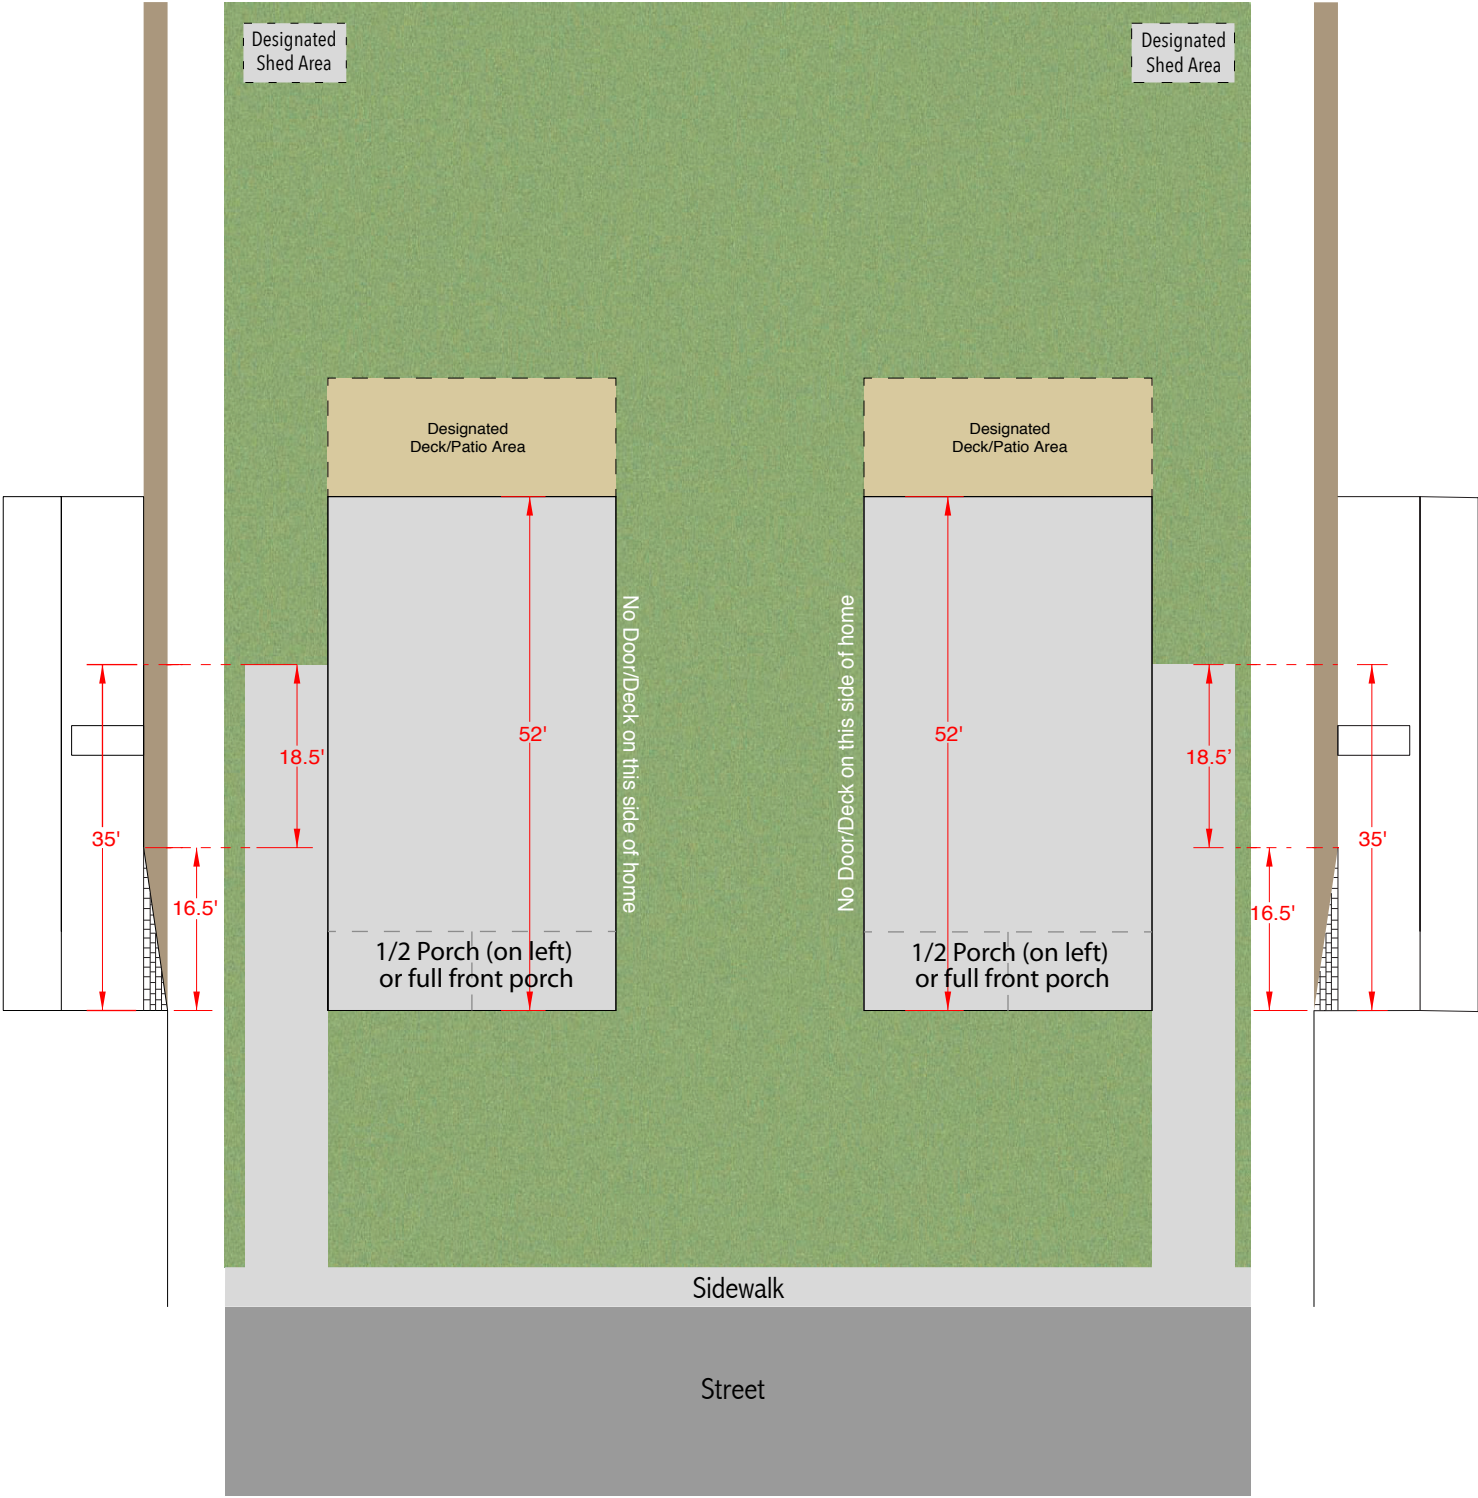 Designated
Shed Area
Designated
Shed Area
Designated
Deck/Patio Area
Designated
Deck/Patio Area
No Door/Deck on this side of home
No Door/Deck on this side of home
52'
52'
18.5'
18.5'
35'
35'
16.5'
16.5'
1/2 Porch (on left)
or full front porch
1/2 Porch (on left)
or full front porch
Sidewalk
Street